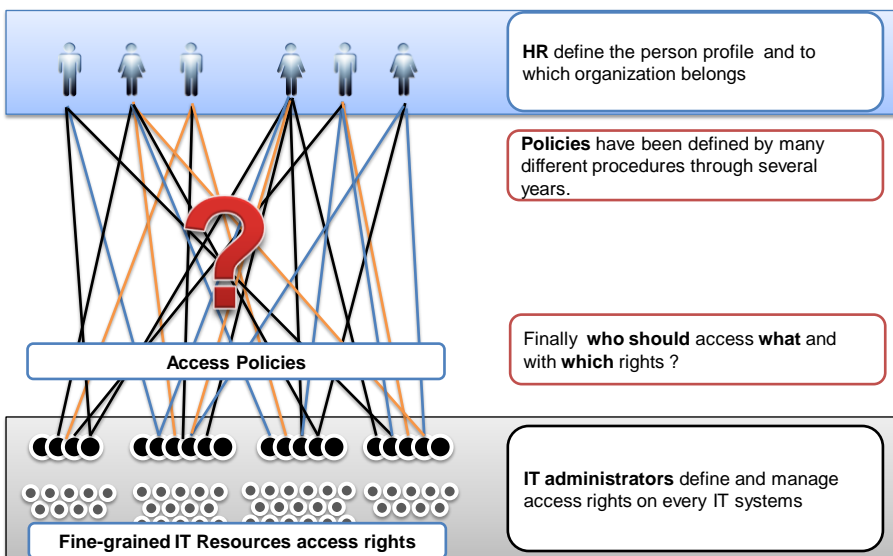 HR define the person profile and to
which organization belongs
Policies have been defined by many
different procedures through several
years.
?
Finally who should access what and
with which rights ?
Access Policies
IT administrators define and manage
access rights on every IT systems
Fine-grained IT Resources access rights